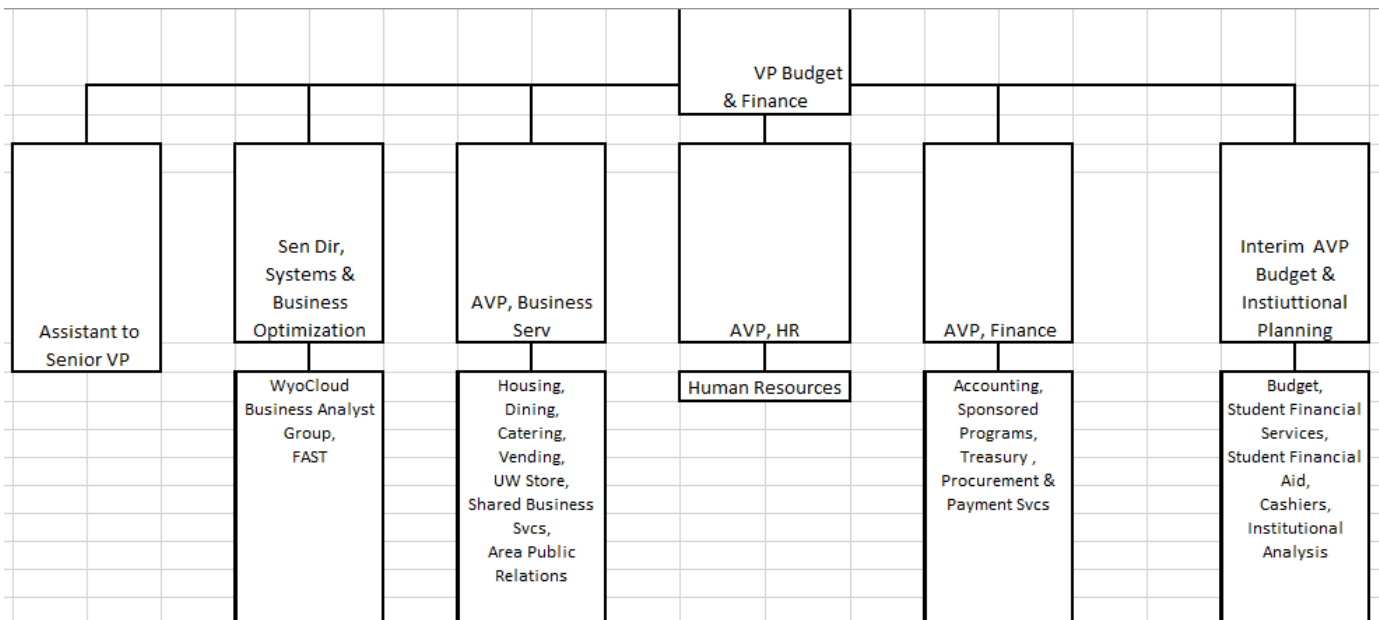 VP Budget
& Finance
Assistant to
Senior VP
Sen Dir,
Systems &
Business
Optimization
AVP, Business
Serv
AVP, HR
AVP, Finance
Interim AVP
Budget &
Instiuttional
Planning
WyoCloud
Business Analyst
Group,
FAST
Housing,
Dining,
Catering,
Vending,
UW Store,
Shared Business
Svcs,
Area Public
Relations
Human Resources
Accounting,
Sponsored
Programs,
Treasury ,
Procurement &
Payment Svcs
Budget,
Student Financial
Services,
Student Financial
Aid,
Cashiers,
Institutional
Analysis